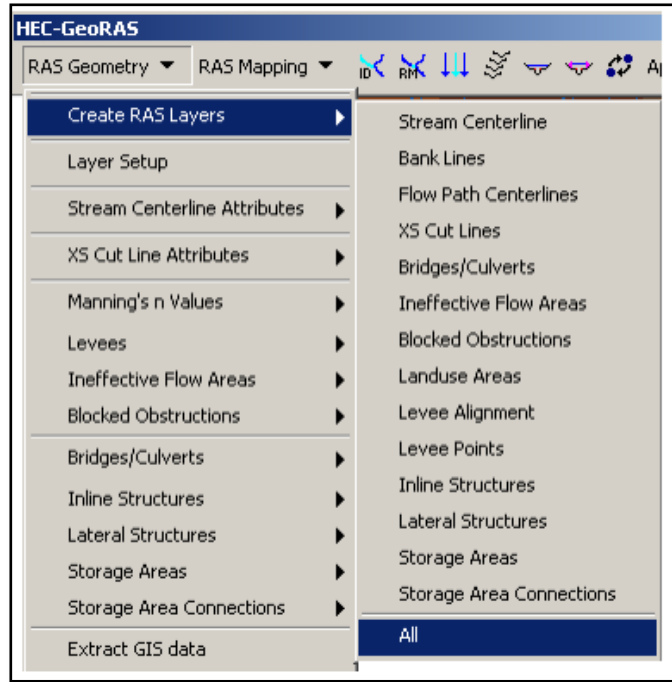 HEC-GeoRAS
RAS Geometry RAS Mapping ID RM Ap
Create RAS Layers
Layer Setup
Stream Centerline Attributes
XS Cut Line Attributes
Manning's n Values
Levees
Ineffective Flow Areas
Blocked Obstructions
Bridges/Culverts
Inline Structures
Lateral Structures
Storage Areas
Storage Area Connections
Extract GIS data
Stream Centerline
Bank Lines
Flow Path Centerlines
XS Cut Lines
Bridges/Culverts
Ineffective Flow Areas
Blocked Obstructions
Landuse Areas
Levee Alignment
Levee Points
Inline Structures
Lateral Structures
Storage Areas
Storage Area Connections
All